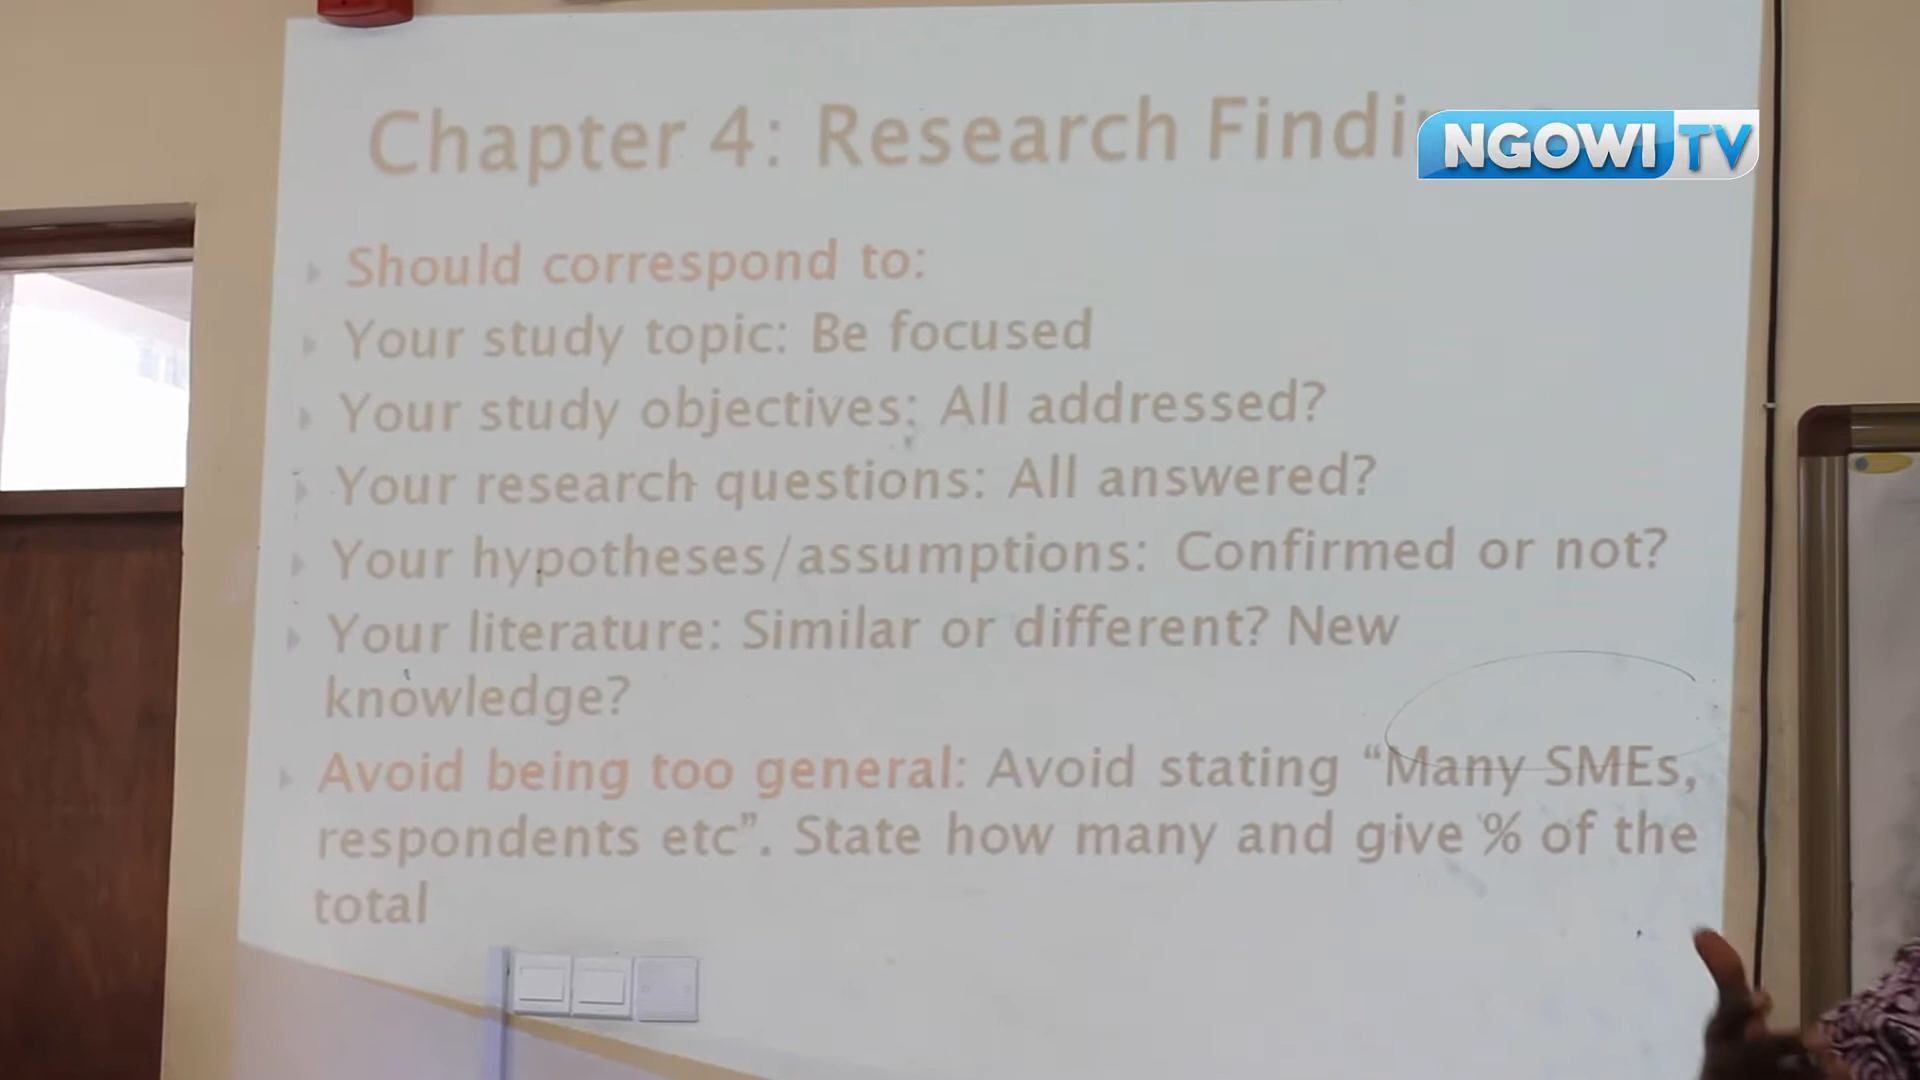 Chapter 4: Research
NGOWI TV
Should correspond to:
Your study topic: Be focused
Your study objectives: All addressed?
Your research questions: All answered?
Your hypotheses/assumptions: Confirmed or not?
Your literature: Similar or different? New
knowledge?
Avoid being too general: Avoid stating “Many SMEs,
respondents etc”. State how many and give % of the
total